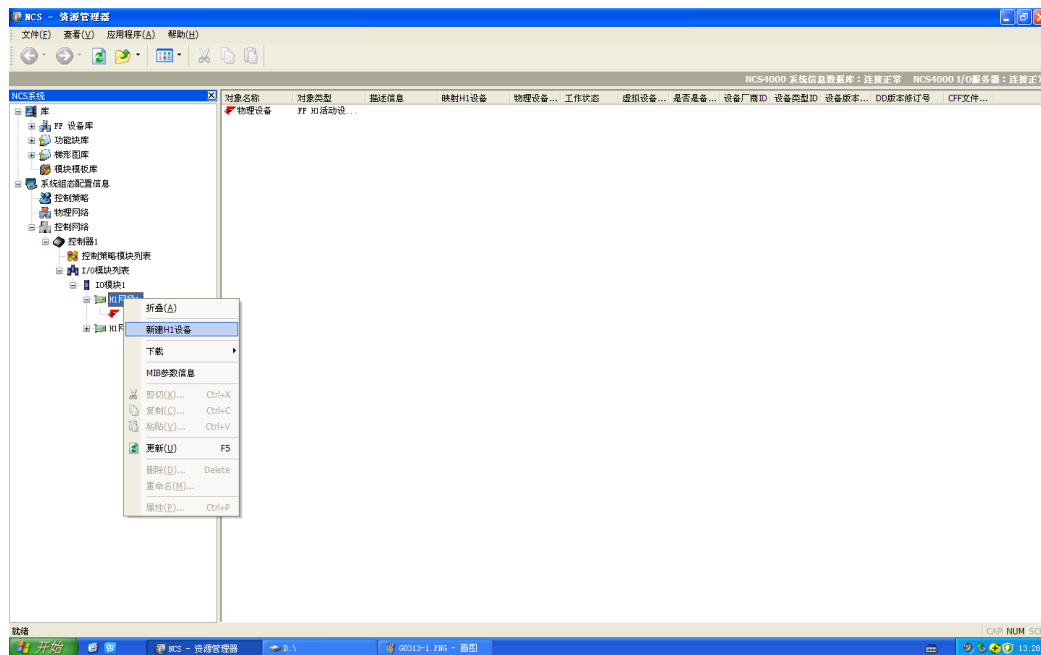 NCS - 资源管理器
文件(F) 查看(V) 应用程序(A) 帮助(H)
NCS4000 系统信息数据库：连接正常 NCS4000 I/O服务器：连接正
NCS系统
对象名称 对象类型 描述信息 映射H1设备 物理设备... 工作状态 虚拟设备... 是否是备... 设备厂商ID 设备类型ID 设备版本... DD版本修订号 CFF文件...
物理设备 FF H1活动设...
库
FF 设备库
功能块库
梯形图库
模块模板库
系统组态配置信息
控制策略
物理网络
控制网络
控制器1
控制策略模块列表
I/O模块列表
IO模块1
H1网段1
H1网
折叠(A)
新建H1设备
下载
MIB参数信息
剪切(X)... Ctrl+X
复制(C)... Ctrl+C
粘贴(V)... Ctrl+V
更新(U) F5
删除(D)... Delete
重命名(M)...
属性(P)... Ctrl+P
就绪
CAP NUM SC
开始 NCS - 资源管理器 D:\ G0313-1.PNG - 画图 13:28